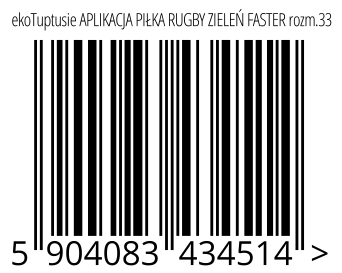 ekoTuptusie APLIKACJA PIŁKA RUGBY ZIELEŃ FASTER rozm.33
5 904083 434514 >